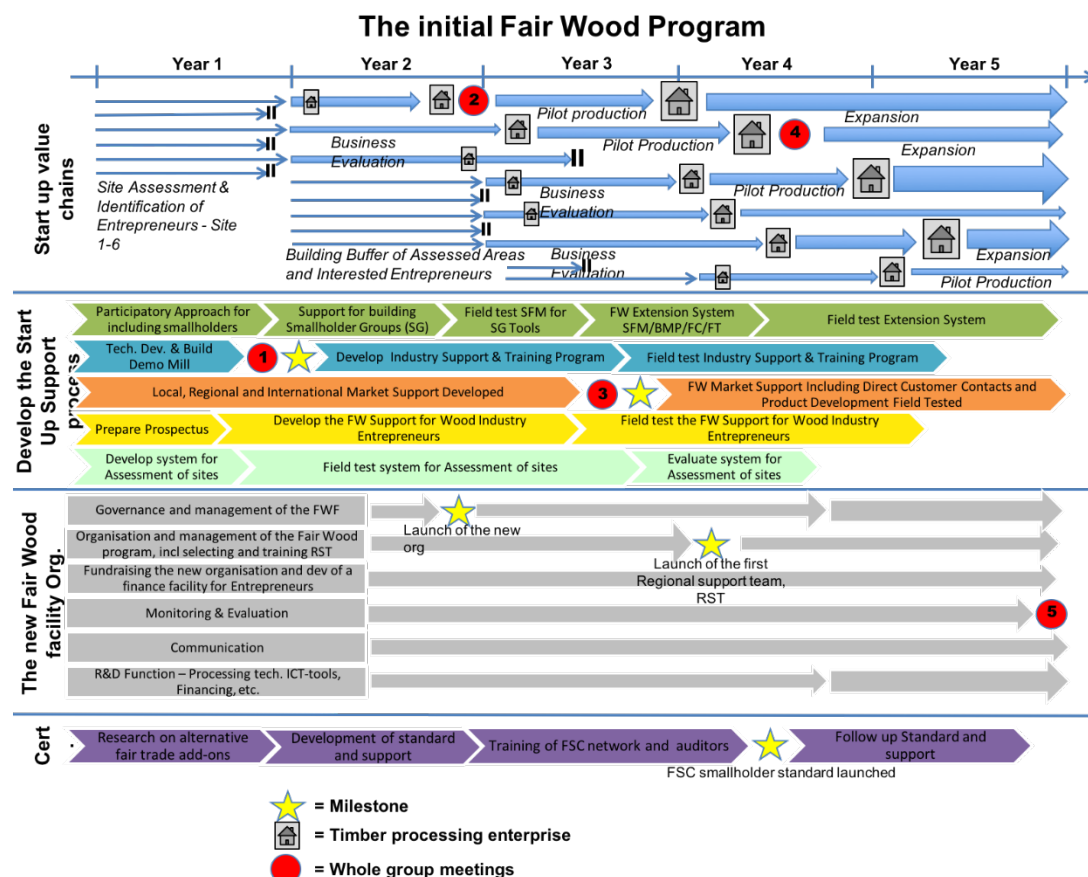 The initial Fair Wood Program
Year 1
Year 2
Year 3
Year 4
Year 5
Start up value
chains
2
Pilot production
Expansion
Business
Evaluation
Pilot Production
4
Expansion
Site Assessment &
Identification of
Entrepreneurs - Site
1-6
Business
Evaluation
Pilot Production
Building Buffer of Assessed Areas
and Interested Entrepreneurs
Business
Evaluation
Expansion
Pilot Production
Develop the Start
Up Support
process
Participatory Approach for
including smallholders
Support for building
Smallholder Groups (SG)
Field test SFM for
SG Tools
FW Extension System
SFM/BMP/FC/FT
Field test Extension System
Tech. Dev. & Build
Demo Mill
1
Develop Industry Support & Training Program
Field test Industry Support & Training Program
Local, Regional and International Market Support Developed
3
FW Market Support Including Direct Customer Contacts and
Product Development Field Tested
Prepare Prospectus
Develop the FW Support for Wood Industry
Entrepreneurs
Field test the FW Support for Wood Industry
Entrepreneurs
Develop system for
Assessment of sites
Field test system for Assessment of sites
Evaluate system for
Assessment of sites
The new Fair Wood
facility Org.
Governance and management of the FWF
Launch of the new
org
Organisation and management of the Fair Wood
program, incl selecting and training RST
Launch of the first
Regional support team,
RST
Fundraising the new organisation and dev of a
finance facility for Entrepreneurs
Monitoring & Evaluation
5
Communication
R&D Function – Processing tech. ICT-tools,
Financing, etc.
Cert
.
Research on alternative
fair trade add-ons
Development of standard
and support
Training of FSC network and auditors
FSC smallholder standard launched
Follow up Standard and
support
= Milestone
= Timber processing enterprise
= Whole group meetings